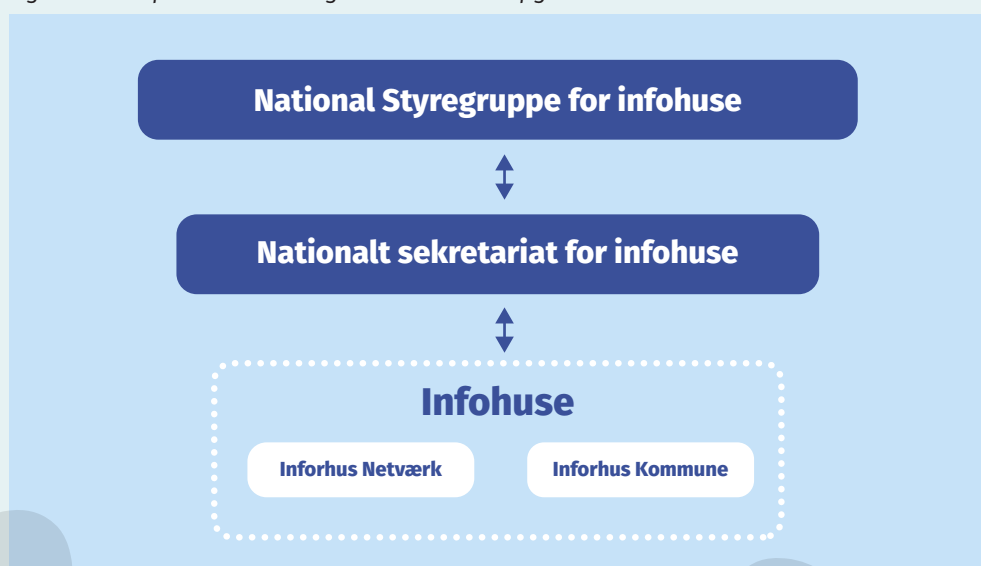 National Styregruppe for infohuse
Nationalt sekretariat for infohuse
Infohuse
Inforhus Netværk
Inforhus Kommune